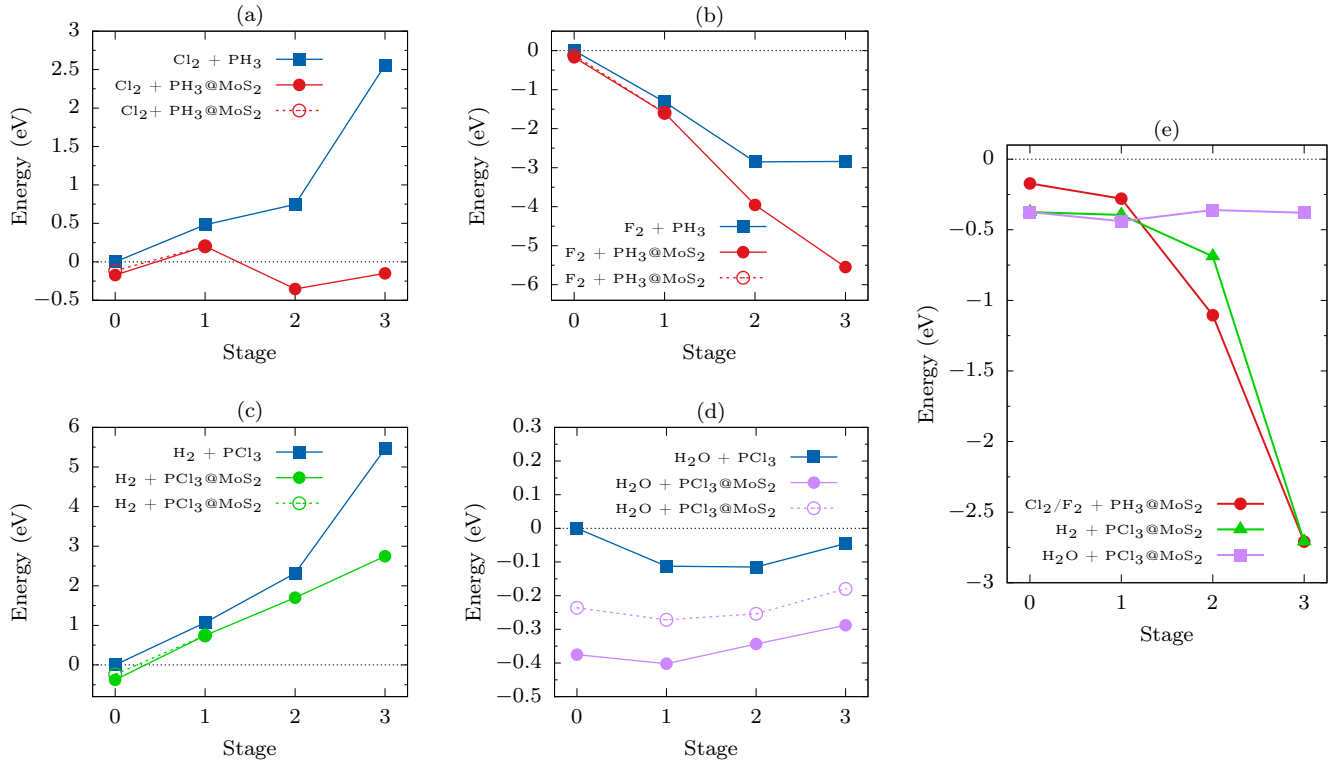 (a)
Energy (eV)
3
2.5
2
1.5
1
0.5
0
−0.5
Cl₂ + PH₃
Cl₂ + PH₃@MoS₂
Cl₂+ PH₃@MoS₂
0 1 2 3
Stage
(b)
Energy (eV)
0
−1
−2
−3
−4
−5
−6
F₂ + PH₃
F₂ + PH₃@MoS₂
F₂ + PH₃@MoS₂
0 1 2 3
Stage
(c)
Energy (eV)
6
5
4
3
2
1
0
H₂ + PCl₃
H₂ + PCl₃@MoS₂
H₂ + PCl₃@MoS₂
0 1 2 3
Stage
(d)
Energy (eV)
0.3
0.2
0.3
0
−0.1
−0.2
−0.3
−0.4
−0.5
H₂O + PCl₃
H₂O + PCl₃@MoS₂
H₂O + PCl₃@MoS₂
0 1 2 3
Stage
(e)
Energy (eV)
0
−0.5
−1
−1.5
−2
−2.5
−3
Cl₂/F₂ + PH₃@MoS₂
H₂ + PCl₃@MoS₂
H₂O + PCl₃@MoS₂
0 1 2 3
Stage